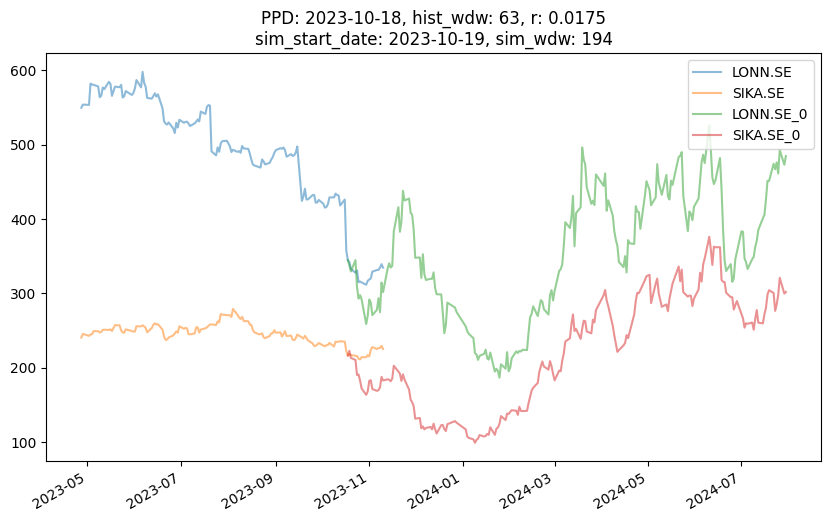 PPD: 2023-10-18, hist_wdw: 63, r: 0.0175
sim_start_date: 2023-10-19, sim_wdw: 194
600
500
400
300
200
100
LONN.SE
SIKA.SE
LONN.SE_0
SIKA.SE_0
2023-05
2023-07
2023-09
2023-11
2024-01
2024-03
2024-05
2024-07